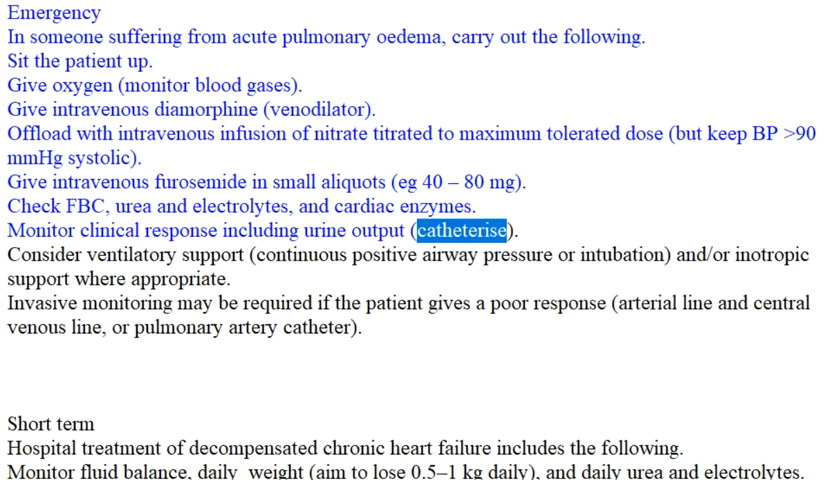 Emergency
In someone suffering from acute pulmonary oedema, carry out the following.
Sit the patient up.
Give oxygen (monitor blood gases).
Give intravenous diamorphine (venodilator).
Offload with intravenous infusion of nitrate titrated to maximum tolerated dose (but keep BP >90
mmHg systolic).
Give intravenous furosemide in small aliquots (eg 40 – 80 mg).
Check FBC, urea and electrolytes, and cardiac enzymes.
Monitor clinical response including urine output (catheterise).
Consider ventilatory support (continuous positive airway pressure or intubation) and/or inotropic
support where appropriate.
Invasive monitoring may be required if the patient gives a poor response (arterial line and central
venous line, or pulmonary artery catheter).
Short term
Hospital treatment of decompensated chronic heart failure includes the following.
Monitor fluid balance, daily weight (aim to lose 0.5–1 kg daily), and daily urea and electrolytes.